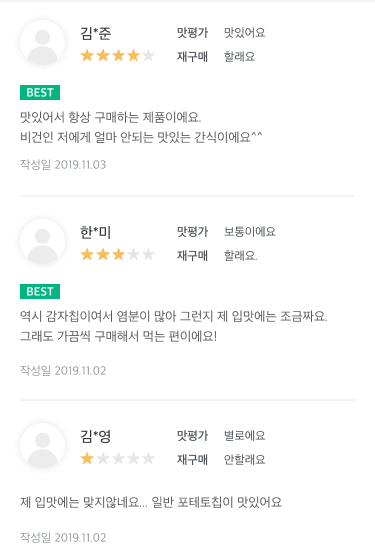 김*준 맛평가 맛있어요
재구매 할래요
BEST
맛있어서 항상 구매하는 제품이에요.
비건인 저에게 얼마 안되는 맛있는 간식이에요^^
작성일 2019.11.03
한*미 맛평가 보통이에요
재구매 할래요.
BEST
역시 감자칩이여서 염분이 많아 그런지 제 입맛에는 조금짜요.
그래도 가끔씩 구매해서 먹는 편이에요!
작성일 2019.11.02
김*영 맛평가 별로에요
재구매 안할래요
제 입맛에는 맞지않네요... 일반 포테토칩이 맛있어요
작성일 2019.11.02